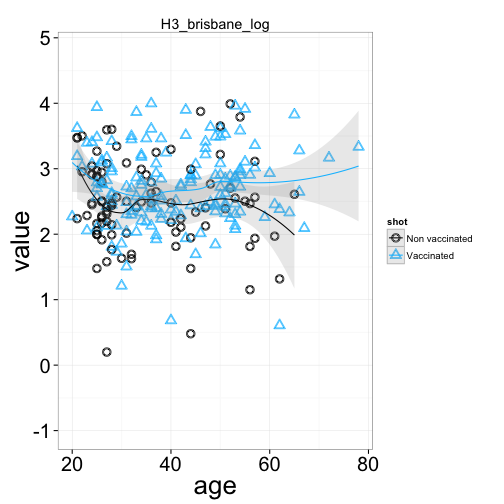 H3_brisbane_log
5
4
3
2
1
0
-1
value
20
40
60
80
age
shot
Non vaccinated
Vaccinated